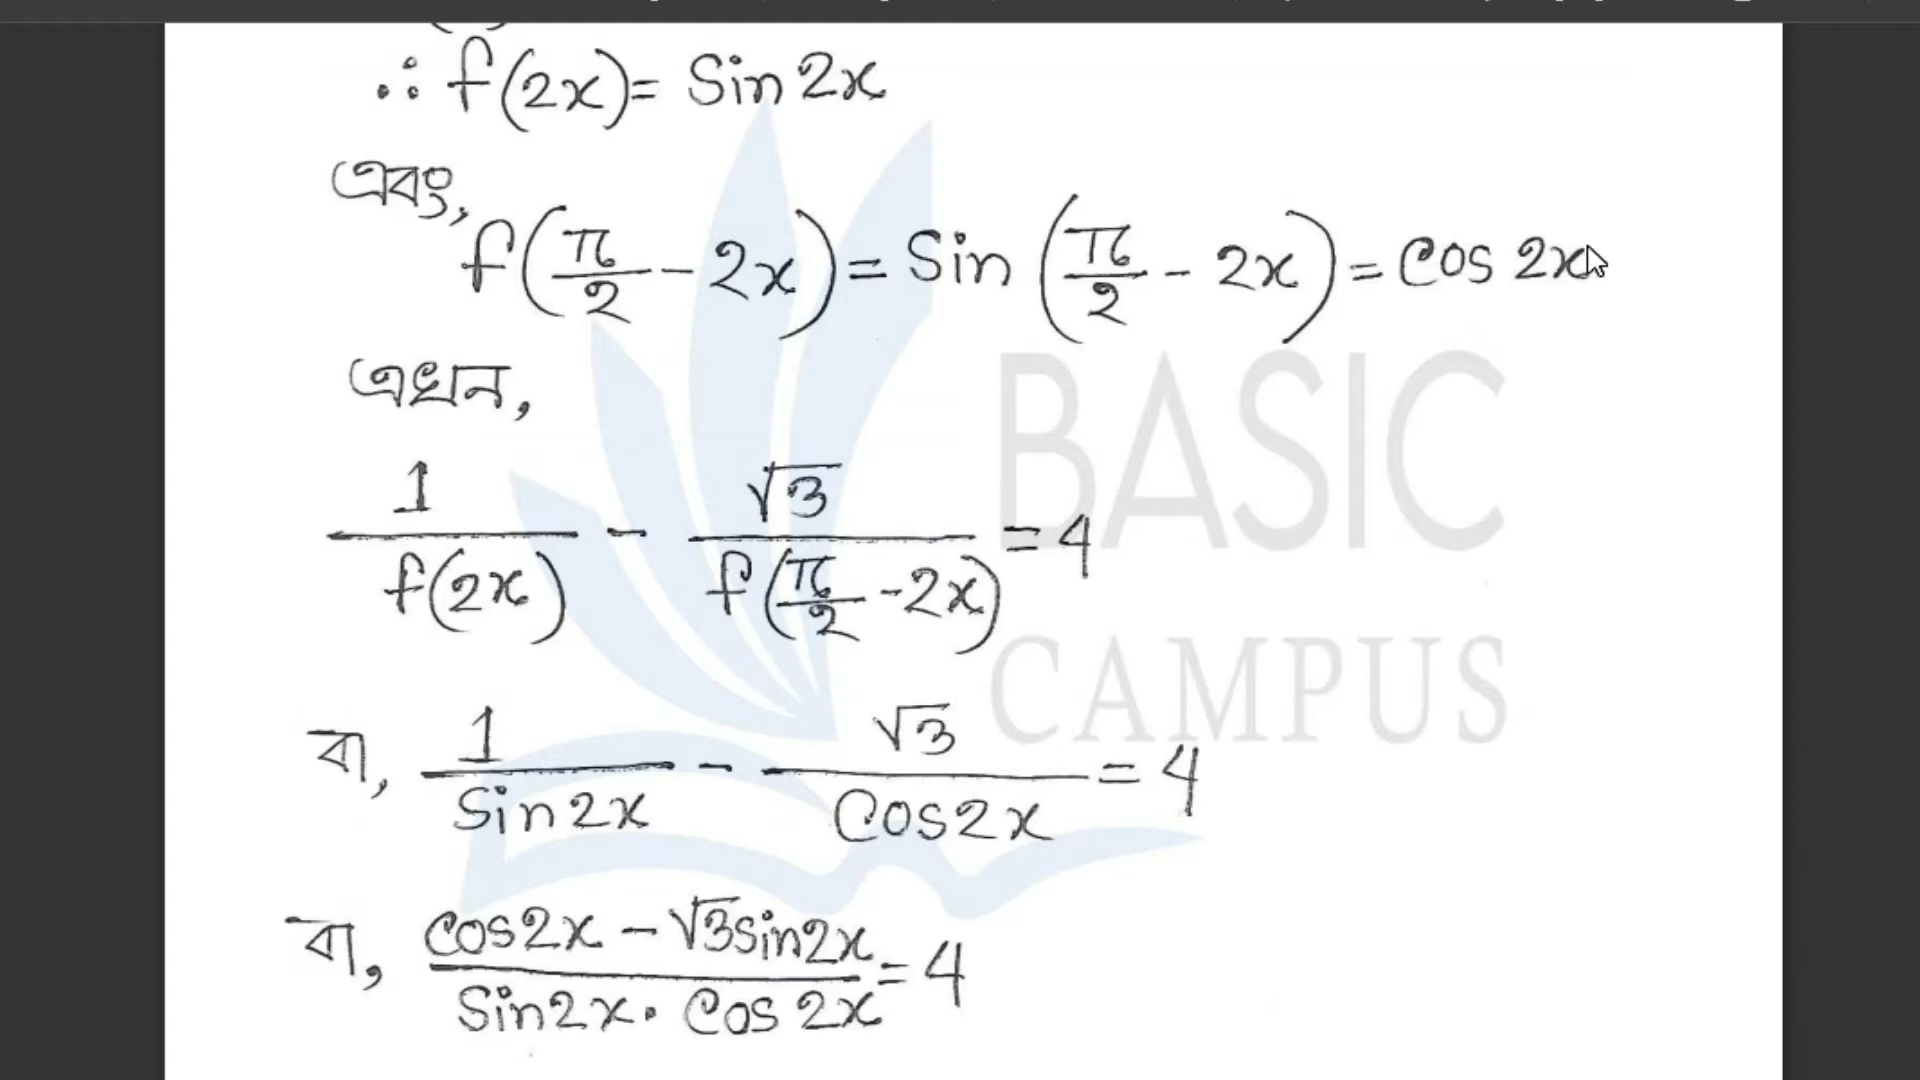 ∴ f(2x) = Sin 2x
এবং,
f(π/2 - 2x) = Sin (π/2 - 2x) = Cos 2x
এখন,
1/f(2x) - √3/f(π/2 - 2x) = 4
বা, 1/Sin2x - √3/Cos2x = 4
বা, (Cos2x - √3Sin2x)/(Sin2x · Cos 2x) = 4
BASIC
CAMPUS